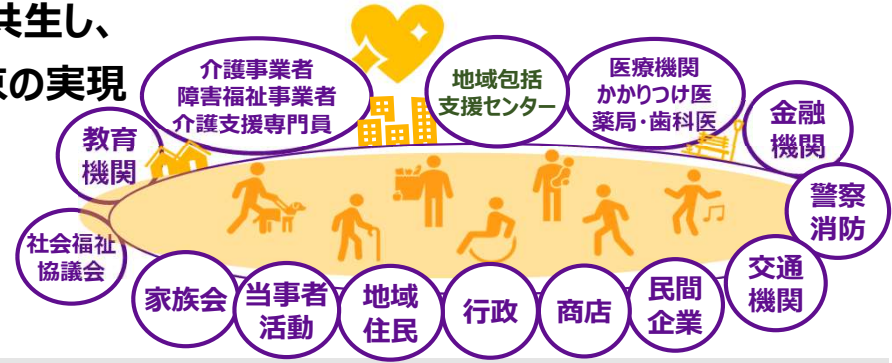 共生し、
の実現
介護事業者
障害福祉事業者
介護支援専門員
地域包括
支援センター
医療機関
かかりつけ医
薬局・歯科医
金融
機関
教育
機関
警察
消防
社会福祉
協議会
交通
機関
家族会
当事者
活動
地域
住民
行政
商店
民間
企業